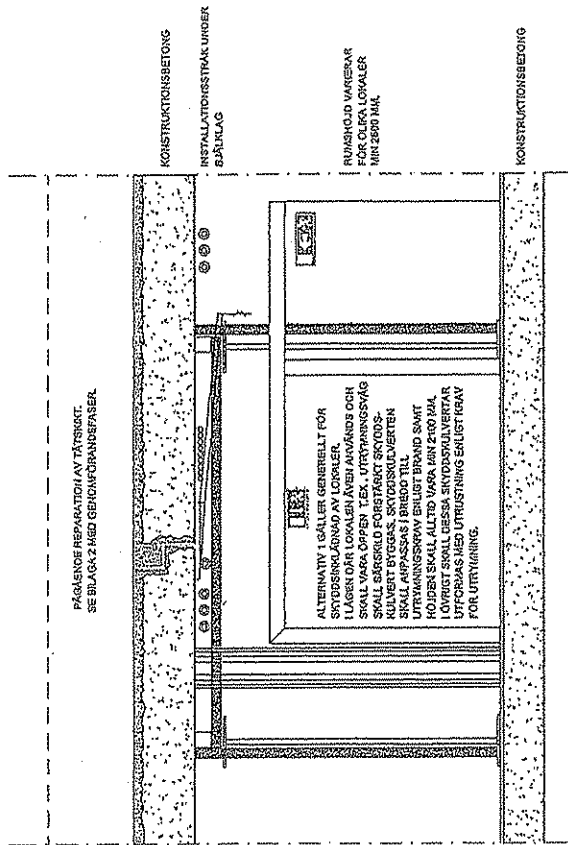 PÅGÅENDE REPARATION AV TÄTSKIKT.
SE BILAGA 2 MED GENOMFÖRANDEFASER.
KONSTRUKTIONSBETONG
INSTALLATIONSSTRÅK UNDER
BJÄLKLAG
RUMSHÖJD VARIERAR
FÖR OLIKA LOKALER
MIN 2600 MM.
KONSTRUKTIONSBETONG
ALTERNATIV 1 GÄLLER GENERELLT FÖR
SKYDDSINKLÄDNAD AV LOKALER.
I LÄGEN DÄR LOKALEN ÄVEN ANVÄNDS OCH
SKALL VARA ÖPPEN T.EX. UTRYMNINGSVÄG
SKALL SÄRSKILD FÖRSTÄRKT SKYDDS-
KULVERT BYGGAS, SKYDDSKULVERTEN
SKALL ANPASSAS I BREDD TILL
UTRYMNINGSKRAV ENLIGT BRAND SAMT
HÖJDEN SKALL ALLTID VARA MIN 2100 MM.
I ÖVRIGT SKALL DESSA SKYDDSKULVERTAR
UTFORMAS MED UTRUSTNING ENLIGT KRAV
FÖR UTRYMNING.